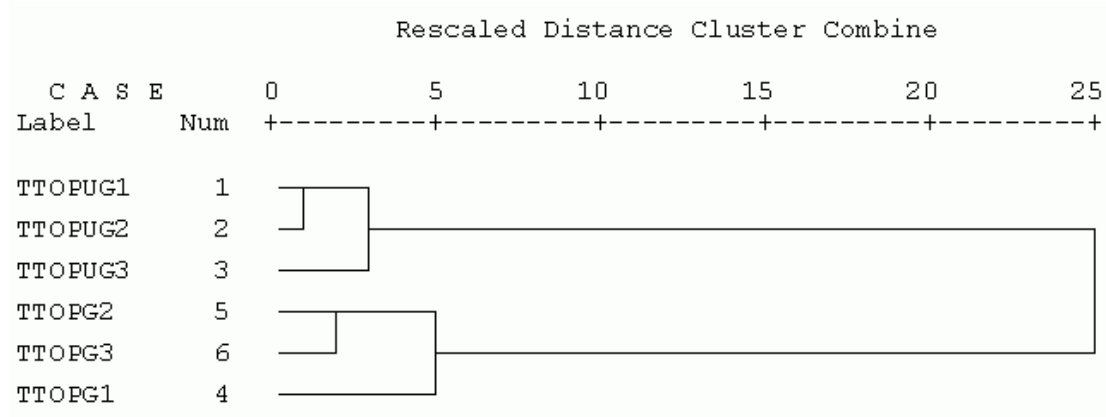 Rescaled Distance Cluster Combine
C A S E 0 5 10 15 20 25
Label Num +---------+---------+---------+---------+---------+
TTOPUG1 1
TTOPUG2 2
TTOPUG3 3
TTOPG2 5
TTOPG3 6
TTOPG1 4